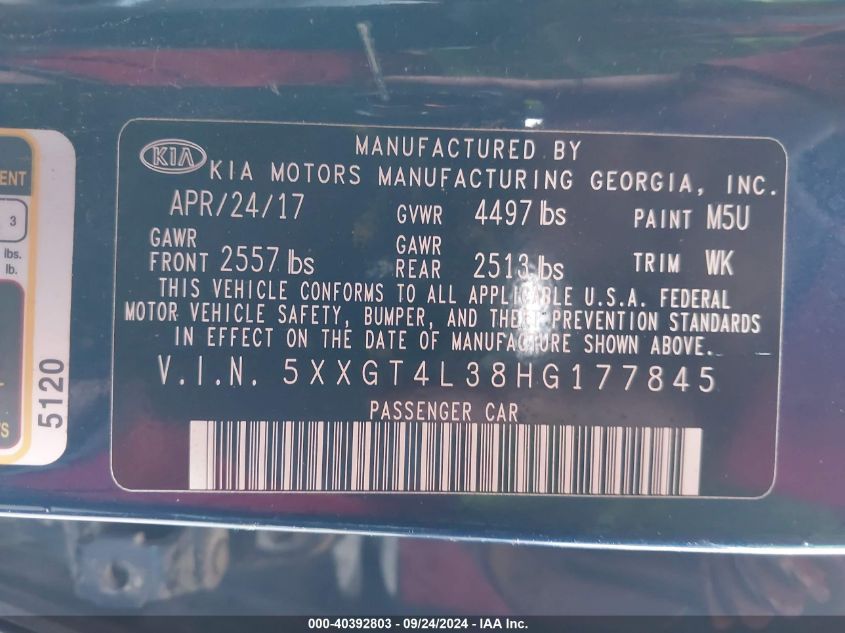 KIA
MANUFACTURED BY
KIA MOTORS MANUFACTURING GEORGIA, INC.
APR/24/17 GVWR 4497 lbs PAINT M5U
GAWR FRONT 2557 lbs GAWR REAR 2513 lbs TRIM WK
THIS VEHICLE CONFORMS TO ALL APPLICABLE U.S.A. FEDERAL
MOTOR VEHICLE SAFETY, BUMPER, AND THEFT PREVENTION STANDARDS
IN EFFECT ON THE DATE OF MANUFACTURE SHOWN ABOVE.
V.I.N. 5XXGT4L38HG177845
PASSENGER CAR
3
lbs.
lb.
5120
000-40392803 - 09/24/2024 - IAA Inc.